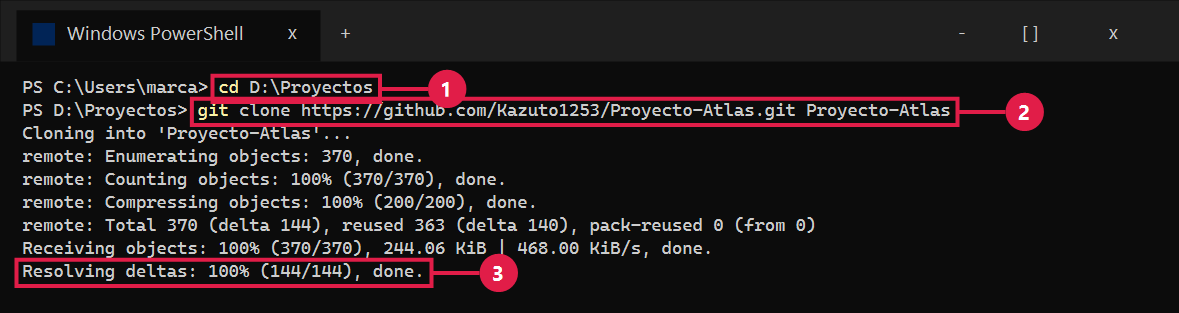 Windows PowerShell x + - [ ] x
PS C:\Users\marca> cd D:\Proyectos 1
PS D:\Proyectos> git clone https://github.com/Kazuto1253/Proyecto-Atlas.git Proyecto-Atlas 2
Cloning into 'Proyecto-Atlas'...
remote: Enumerating objects: 370, done.
remote: Counting objects: 100% (370/370), done.
remote: Compressing objects: 100% (200/200), done.
remote: Total 370 (delta 144), reused 363 (delta 140), pack-reused 0 (from 0)
Receiving objects: 100% (370/370), 244.06 KiB | 468.00 KiB/s, done.
Resolving deltas: 100% (144/144), done. 3